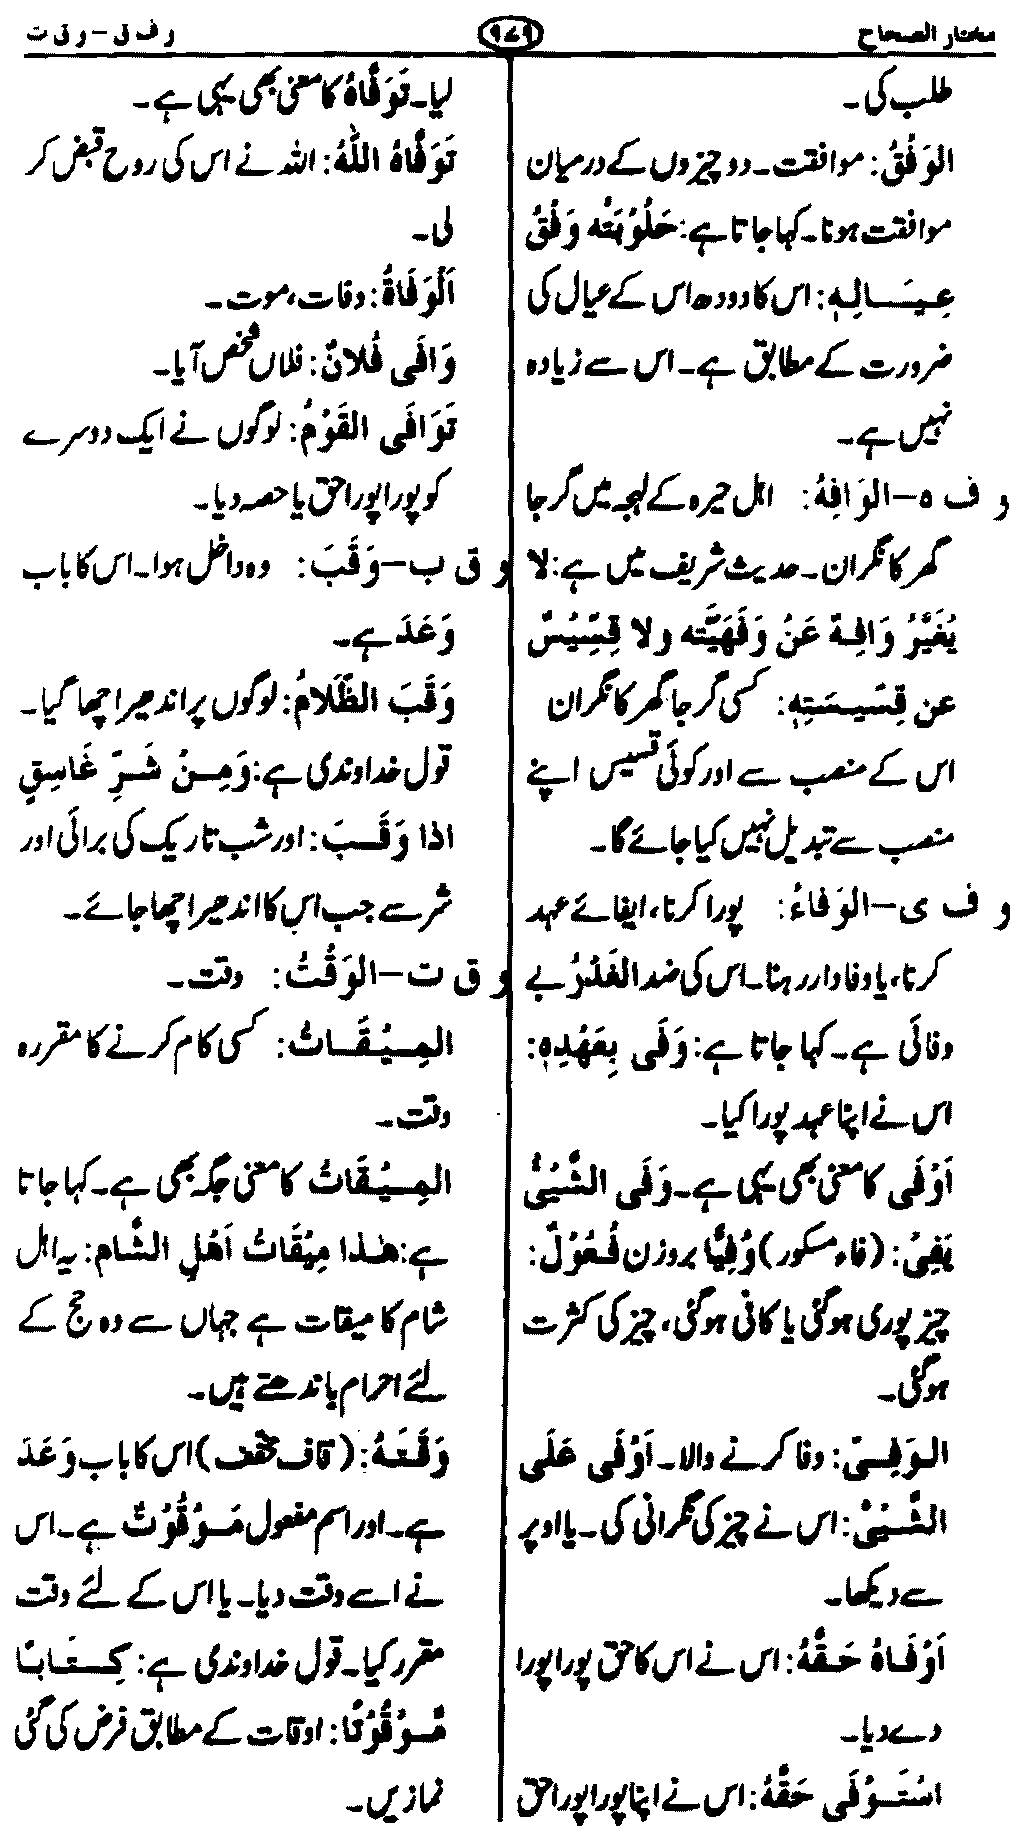 مختار الصحاح
۹۷۹
ر ف ق – و ق ت
طلب کی۔
الوَفْقُ: موافقت۔ دو چیزوں کے درمیان
موافقت ہونا۔ کہا جاتا ہے: حَلُوْبَتُه وَفْقُ
عِیَالِهٖ: اس کا دودھ اس کے عیال کی
ضرورت کے مطابق ہے۔ اس سے زیادہ
نہیں ہے۔
و ف ہ – الوَافِهُ: اہل حیرہ کے لہجہ میں گرجا
گھر کا نگران۔ حدیث شریف میں ہے: لا
یُغَیَّرُ وَافِهٌ عَنْ وَفَهِیَّتِه ولا قِسِّیْسٌ
عن قِسِّیسَتِهٖ: کسی گرجا گھر کا نگران
اس کے منصب سے اور کوئی قسیس اپنے
منصب سے تبدیل نہیں کیا جائے گا۔
و ف ی – الوَفَاءُ: پورا کرنا، ایفائے عہد
کرنا، یا وفادار رہنا۔ اس کی ضد الغَدْرُ بے
وفائی ہے۔ کہا جاتا ہے: وَفَی بِعَهْدِهٖ:
اس نے اپنا عہد پورا کیا۔
اَوْفَی کا معنی بھی یہی ہے۔ وَفَی الشَّیْئُ
یَفِیْ: (فاء مکسور) وُفِیًّا بروزن فُعُوْلٌ:
چیز پوری ہوگئی یا کافی ہوگئی، چیز کی کثرت
ہوگئی۔
الوَفِیّ: وفا کرنے والا۔ اَوْفَی عَلَی
الشَّیْئِ: اس نے چیز کی نگرانی کی۔ یا اوپر
سے دیکھا۔
اَوْفَاهُ حَقَّهُ: اس نے اس کا حق پورا پورا
دے دیا۔
اسْتَوْفَی حَقَّهُ: اس نے اپنا پورا پورا حق
لیا۔ تَوَفَّاهُ کا معنی بھی یہی ہے۔
تَوَفَّاهُ اللّٰهُ: اللہ نے اس کی روح قبض کر
لی۔
اَلْوَفَاةُ: وفات، موت۔
وَافَی فُلانٌ: فلاں شخص آیا۔
تَوَافَی القَوْمُ: لوگوں نے ایک دوسرے
کو پورا پورا حق یا حصہ دیا۔
و ق ب – وَقَبَ: وہ داخل ہوا۔ اس کا باب
وَعَدَ ہے۔
وَقَبَ الظَّلامُ: لوگوں پر اندھیرا چھا گیا۔
قول خداوندی ہے: وَمِنْ شَرِّ غَاسِقٍ
اذا وَقَبَ: اور شب تاریک کی برائی اور
شر سے جب اس کا اندھیرا چھا جائے۔
و ق ت – الوَقْتُ: وقت۔
المِیْقَاتُ: کسی کام کرنے کا مقررہ
وقت۔
المِیْقَاتُ کا معنی جگہ بھی ہے۔ کہا جاتا
ہے: هٰذا مِیْقَاتُ اَهْلِ الشَّام: یہ اہل
شام کا میقات ہے جہاں سے وہ حج کے
لئے احرام باندھتے ہیں۔
وَقَتَهُ: (قاف مخفف) اس کا باب وَعَدَ
ہے۔ اور اسم مفعول مَوْقُوْتٌ ہے۔ اس
نے اسے وقت دیا۔ یا اس کے لئے وقت
مقرر کیا۔ قول خداوندی ہے: کِتَابًا
مَّوْقُوْتًا: اوقات کے مطابق فرض کی گئی
نمازیں۔